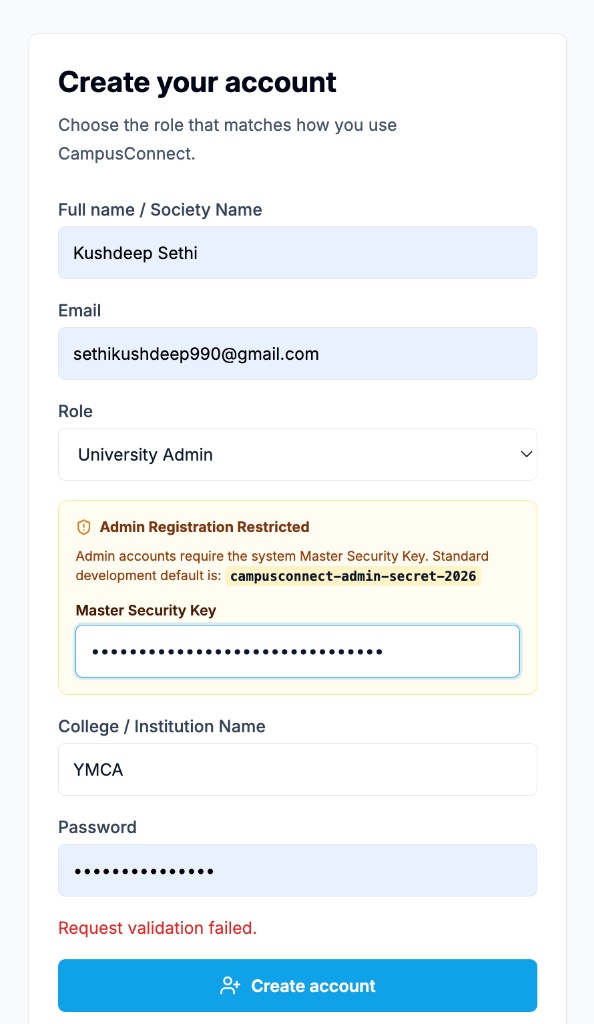 Create your account
Choose the role that matches how you use
CampusConnect.
Full name / Society Name
Kushdeep Sethi
Email
sethikushdeep990@gmail.com
Role
University Admin
Admin Registration Restricted
Admin accounts require the system Master Security Key. Standard
development default is: campusconnect-admin-secret-2026
Master Security Key
•••••••••••••••••••••••••••••••
College / Institution Name
YMCA
Password
•••••••••••••••
Request validation failed.
Create account